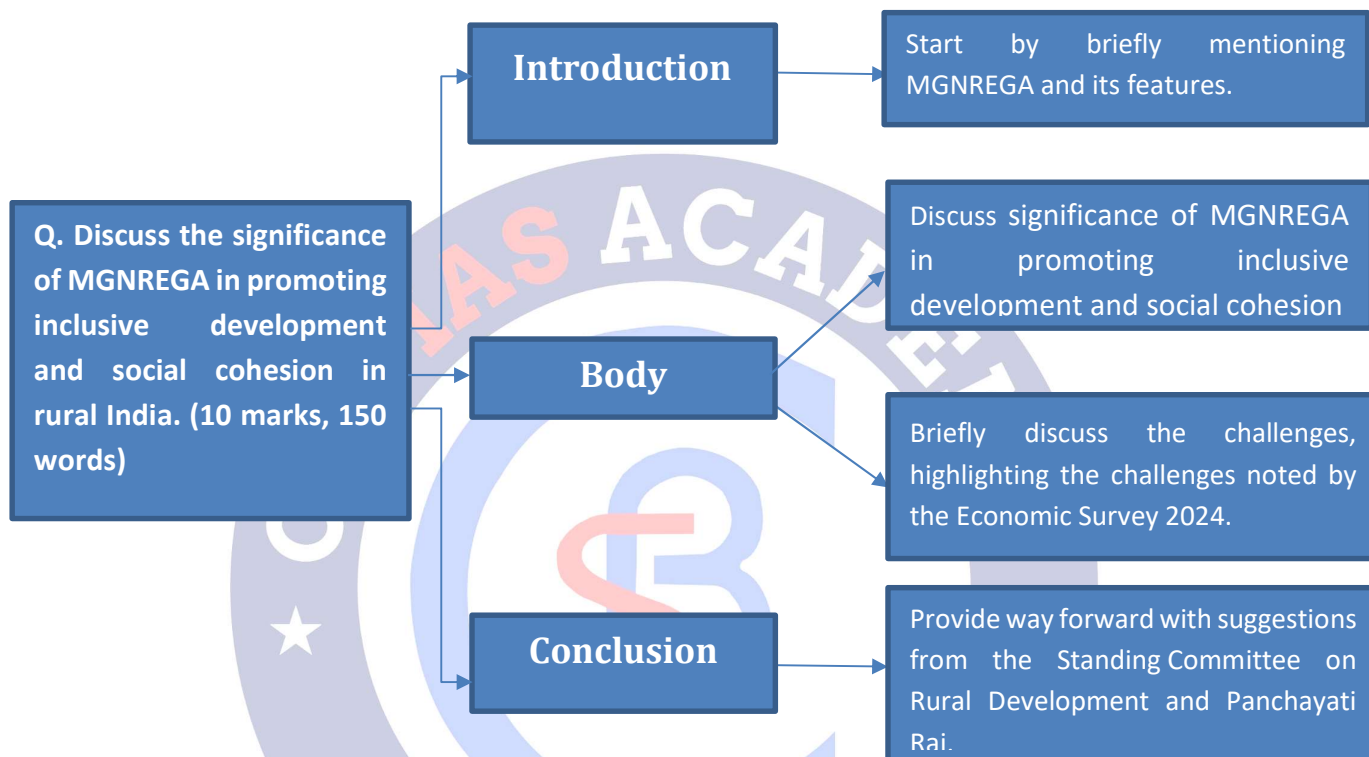 Q. Discuss the significance
of MGNREGA in promoting
inclusive development
and social cohesion in
rural India. (10 marks, 150
words)
Introduction
Start by briefly mentioning
MGNREGA and its features.
Body
Discuss significance of MGNREGA
in promoting inclusive
development and social cohesion
Briefly discuss the challenges,
highlighting the challenges noted by
the Economic Survey 2024.
Conclusion
Provide way forward with suggestions
from the Standing Committee on
Rural Development and Panchayati
Raj.
AS ACADE